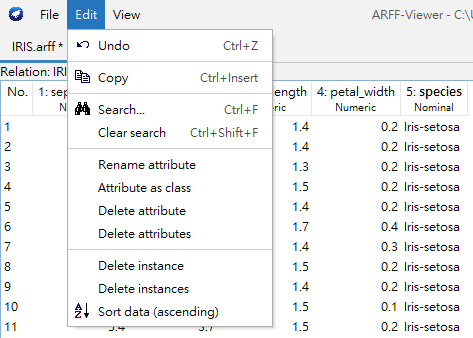 File Edit View ARFF-Viewer - C:\U
IRIS.arff *
Undo Ctrl+Z
Relation: IRI
Copy Ctrl+Insert
No. 1: sep length 4: petal_width 5: species
Nu eric Numeric Nominal
Search... Ctrl+F
Clear search Ctrl+Shift+F
1 1.4 0.2 Iris-setosa
2 1.4 0.2 Iris-setosa
Rename attribute
3 1.3 0.2 Iris-setosa
Attribute as class
4 1.5 0.2 Iris-setosa
Delete attribute
5 1.4 0.2 Iris-setosa
Delete attributes
6 1.7 0.4 Iris-setosa
7 1.4 0.3 Iris-setosa
Delete instance
8 1.5 0.2 Iris-setosa
Delete instances
9 1.4 0.2 Iris-setosa
Sort data (ascending)
10 1.5 0.1 Iris-setosa
11 5.4 3.7 1.5 0.2 Iris-setosa